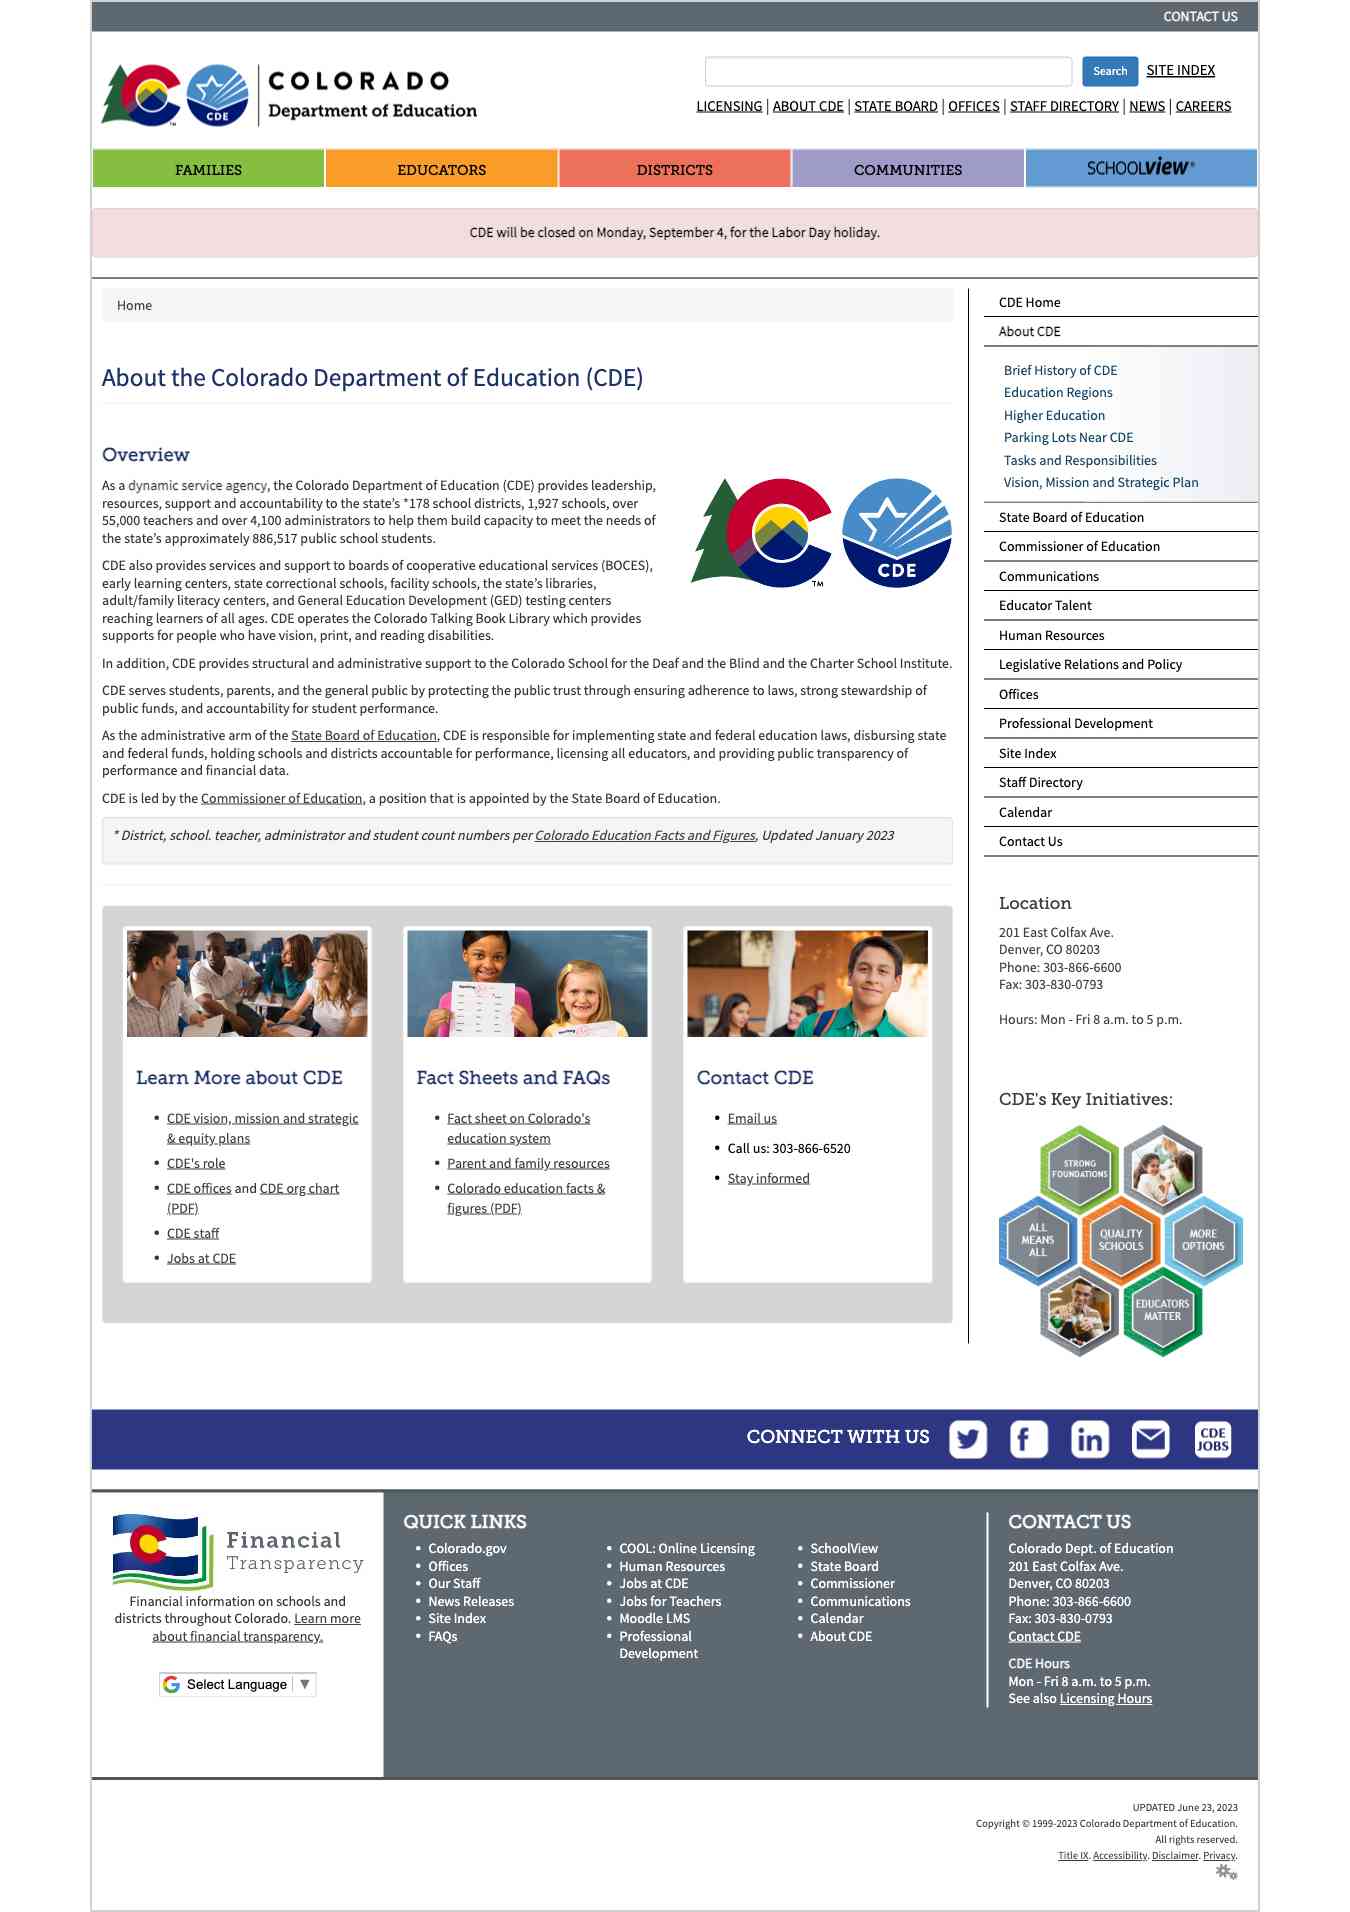 CONTACT US
COLORADO
Department of Education
TM
CDE
Search
SITE INDEX
LICENSING | ABOUT CDE | STATE BOARD | OFFICES | STAFF DIRECTORY | NEWS | CAREERS
FAMILIES
EDUCATORS
DISTRICTS
COMMUNITIES
SCHOOLview®
CDE will be closed on Monday, September 4, for the Labor Day holiday.
Home
About the Colorado Department of Education (CDE)
Overview
As a dynamic service agency, the Colorado Department of Education (CDE) provides leadership,
resources, support and accountability to the state's *178 school districts, 1,927 schools, over
55,000 teachers and over 4,100 administrators to help them build capacity to meet the needs of
the state's approximately 886,517 public school students.
CDE also provides services and support to boards of cooperative educational services (BOCES),
early learning centers, state correctional schools, facility schools, the state's libraries,
adult/family literacy centers, and General Education Development (GED) testing centers
reaching learners of all ages. CDE operates the Colorado Talking Book Library which provides
supports for people who have vision, print, and reading disabilities.
TM
CDE
In addition, CDE provides structural and administrative support to the Colorado School for the Deaf and the Blind and the Charter School Institute.
CDE serves students, parents, and the general public by protecting the public trust through ensuring adherence to laws, strong stewardship of
public funds, and accountability for student performance.
As the administrative arm of the State Board of Education, CDE is responsible for implementing state and federal education laws, disbursing state
and federal funds, holding schools and districts accountable for performance, licensing all educators, and providing public transparency of
performance and financial data.
CDE is led by the Commissioner of Education, a position that is appointed by the State Board of Education.
* District, school. teacher, administrator and student count numbers per Colorado Education Facts and Figures, Updated January 2023
Learn More about CDE
• CDE vision, mission and strategic
& equity plans
• CDE's role
• CDE offices and CDE org chart
(PDF)
• CDE staff
• Jobs at CDE
Fact Sheets and FAQs
• Fact sheet on Colorado's
education system
• Parent and family resources
• Colorado education facts &
figures (PDF)
Contact CDE
• Email us
• Call us: 303-866-6520
• Stay informed
CDE Home
About CDE
Brief History of CDE
Education Regions
Higher Education
Parking Lots Near CDE
Tasks and Responsibilities
Vision, Mission and Strategic Plan
State Board of Education
Commissioner of Education
Communications
Educator Talent
Human Resources
Legislative Relations and Policy
Offices
Professional Development
Site Index
Staff Directory
Calendar
Contact Us
Location
201 East Colfax Ave.
Denver, CO 80203
Phone: 303-866-6600
Fax: 303-830-0793
Hours: Mon - Fri 8 a.m. to 5 p.m.
CDE's Key Initiatives:
STRONG
FOUNDATIONS
ALL
MEANS
ALL
QUALITY
SCHOOLS
MORE
OPTIONS
EDUCATORS
MATTER
CONNECT WITH US
CDE
JOBS
Financial
Transparency
Financial information on schools and
districts throughout Colorado. Learn more
about financial transparency.
Select Language ▼
QUICK LINKS
• Colorado.gov
• Offices
• Our Staff
• News Releases
• Site Index
• FAQs
• COOL: Online Licensing
• Human Resources
• Jobs at CDE
• Jobs for Teachers
• Moodle LMS
• Professional
Development
• SchoolView
• State Board
• Commissioner
• Communications
• Calendar
• About CDE
CONTACT US
Colorado Dept. of Education
201 East Colfax Ave.
Denver, CO 80203
Phone: 303-866-6600
Fax: 303-830-0793
Contact CDE
CDE Hours
Mon - Fri 8 a.m. to 5 p.m.
See also Licensing Hours
UPDATED June 23, 2023
Copyright © 1999-2023 Colorado Department of Education.
All rights reserved.
Title IX. Accessibility. Disclaimer. Privacy.